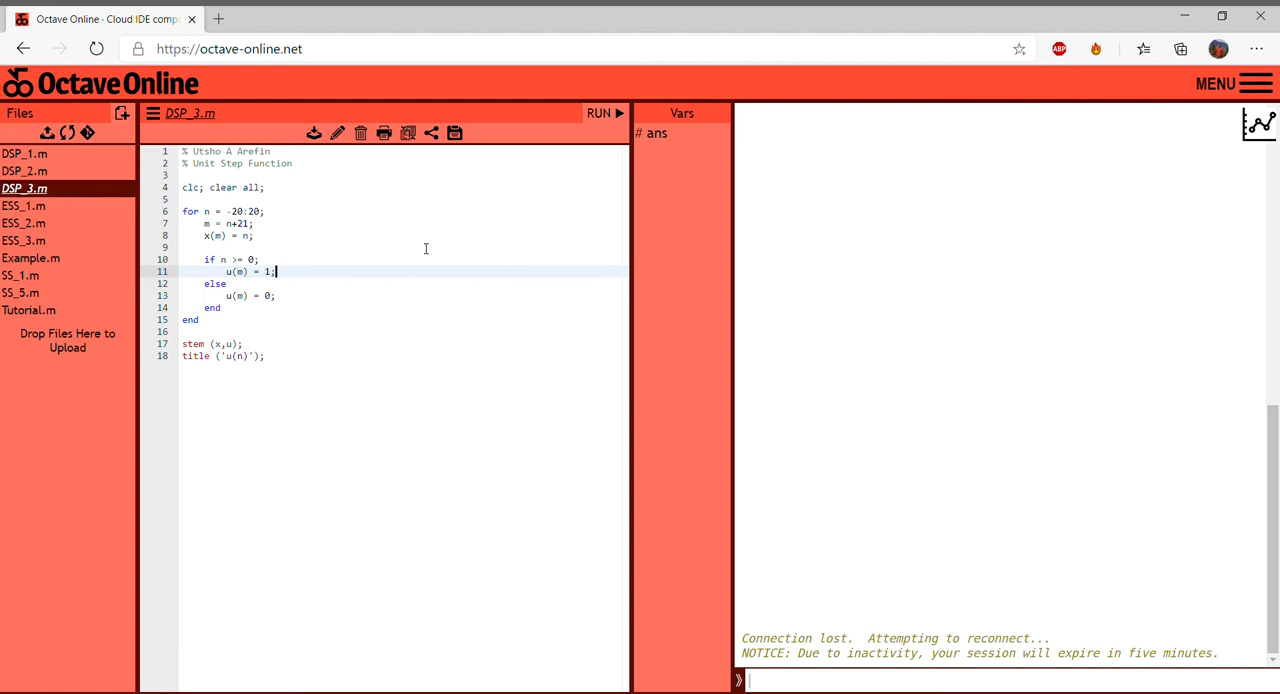 Octave Online · Cloud IDE comp
https://octave-online.net
ABP
Octave Online
MENU
Files
DSP_3.m
RUN
Vars
# ans
DSP_1.m
DSP_2.m
DSP_3.m
ESS_1.m
ESS_2.m
ESS_3.m
Example.m
SS_1.m
SS_5.m
Tutorial.m
Drop Files Here to
Upload
1 % Utsho A Arefin
2 % Unit Step Function
3
4 clc; clear all;
5
6 for n = -20:20;
7 m = n+21;
8 x(m) = n;
9
10 if n >= 0;
11 u(m) = 1;
12 else
13 u(m) = 0;
14 end
15 end
16
17 stem (x,u);
18 title ('u(n)');
Connection lost. Attempting to reconnect...
NOTICE: Due to inactivity, your session will expire in five minutes.